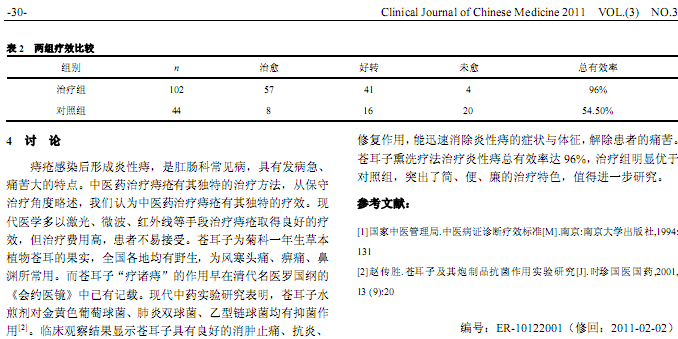 -30-
Clinical Journal of Chinese Medicine 2011 VOL.(3) NO.3
表 2 两组疗效比较
组别 n 治愈 好转 未愈 总有效率
治疗组 102 57 41 4 96%
对照组 44 8 16 20 54.50%
4 讨 论
痔疮感染后形成炎性痔，是肛肠科常见病，具有发病急、
痛苦大的特点。中医药治疗痔疮有其独特的治疗方法，从保守
治疗角度略述，我们认为中医药治疗痔疮有其独特的疗效。现
代医学多以激光、微波、红外线等手段治疗痔疮取得良好的疗
效，但治疗费用高，患者不易接受。苍耳子为菊科一年生草本
植物苍耳的果实，全国各地均有野生，为风寒头痛、痹痛、鼻
渊所常用。而苍耳子“疗诸痔”的作用早在清代名医罗国纲的
《会约医镜》中已有记载。现代中药实验研究表明，苍耳子水
煎剂对金黄色葡萄球菌、肺炎双球菌、乙型链球菌均有抑菌作
用[2]。临床观察结果显示苍耳子具有良好的消肿止痛、抗炎、
修复作用，能迅速消除炎性痔的症状与体征，解除患者的痛苦。
苍耳子熏洗疗法治疗炎性痔总有效率达 96%，治疗组明显优于
对照组，突出了简、便、廉的治疗特色，值得进一步研究。
参考文献:
[1]国家中医管理局.中医病证诊断疗效标准[M].南京:南京大学出版社,1994:
131
[2]赵传胜.苍耳子及其炮制品抗菌作用实验研究[J].时珍国医国药,2001,
13 (9):20
编号：ER-10122001（修回：2011-02-02）